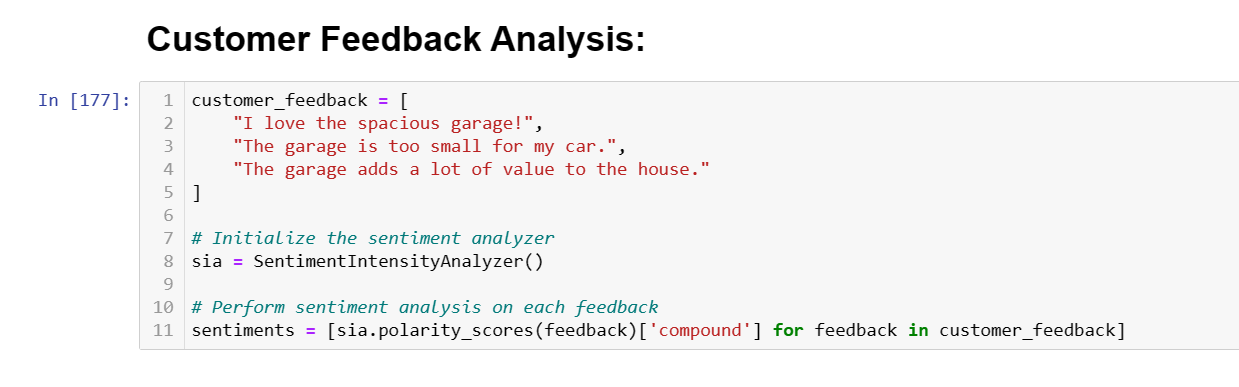 Customer Feedback Analysis:
In [177]:
1 customer_feedback = [
2     "I love the spacious garage!",
3     "The garage is too small for my car.",
4     "The garage adds a lot of value to the house."
5 ]
6
7 # Initialize the sentiment analyzer
8 sia = SentimentIntensityAnalyzer()
9
10 # Perform sentiment analysis on each feedback
11 sentiments = [sia.polarity_scores(feedback)['compound'] for feedback in customer_feedback]